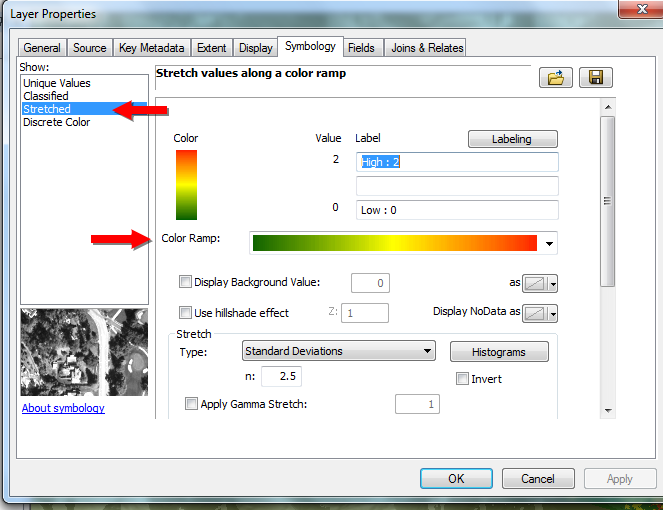 Layer Properties
General Source Key Metadata Extent Display Symbology Fields Joins & Relates
Show:
Unique Values
Classified
Stretched
Discrete Color
About symbology
Stretch values along a color ramp
Color Value Label Labeling
2 High : 2
0 Low : 0
Color Ramp:
Display Background Value: 0 as
Use hillshade effect Z: 1 Display NoData as
Stretch
Type: Standard Deviations Histograms
n: 2.5 Invert
Apply Gamma Stretch: 1
OK Cancel Apply